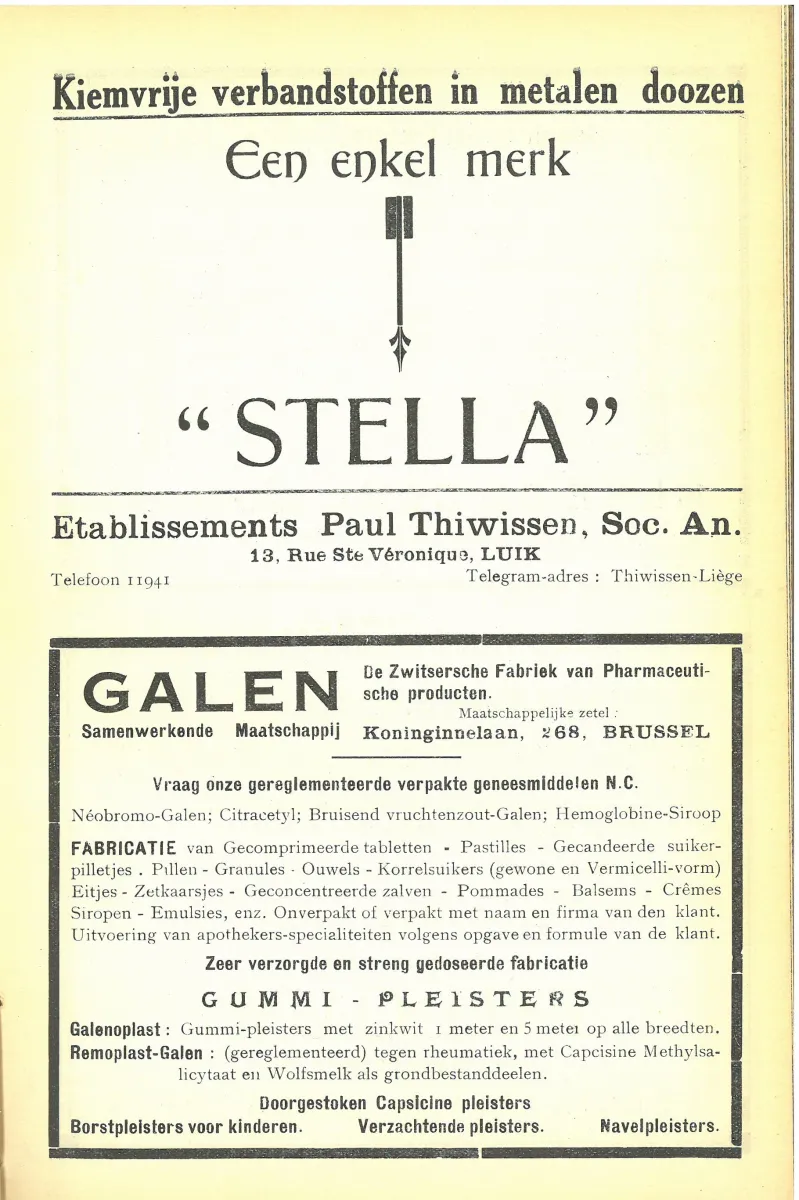 Kiemvrije verbandstoffen in metalen doozen
Een enkel merk
“ STELLA ”
Etablissements Paul Thiwissen, Soc. An.
13, Rue Ste Véronique, LUIK
Telefoon 11941
Telegram-adres : Thiwissen-Liège
GALEN
Samenwerkende Maatschappij
De Zwitsersche Fabriek van Pharmaceuti-
sche producten.
Maatschappelijke zetel :
Koninginnelaan, 268, BRUSSEL
Vraag onze gereglementeerde verpakte geneesmiddelen N.C.
Néobromo-Galen; Citracetyl; Bruisend vruchtenzout-Galen; Hemoglobine-Siroop
FABRICATIE van Gecomprimeerde tabletten - Pastilles - Gecandeerde suiker-
pilletjes . Pillen - Granules - Ouwels - Korrelsuikers (gewone en Vermicelli-vorm)
Eitjes - Zetkaarsjes - Geconcentreerde zalven - Pommades - Balsems - Crêmes
Siropen - Emulsies, enz. Onverpakt of verpakt met naam en firma van den klant.
Uitvoering van apothekers-specialiteiten volgens opgave en formule van de klant.
Zeer verzorgde en streng gedoseerde fabricatie
GUMMI - PLEISTERS
Galenoplast : Gummi-pleisters met zinkwit 1 meter en 5 meter op alle breedten.
Remoplast-Galen : (gereglementeerd) tegen rheumatiek, met Capcisine Methylsa-
licytaat en Wolfsmelk als grondbestanddeelen.
Doorgestoken Capsicine pleisters
Borstpleisters voor kinderen. Verzachtende pleisters. Navelpleisters.